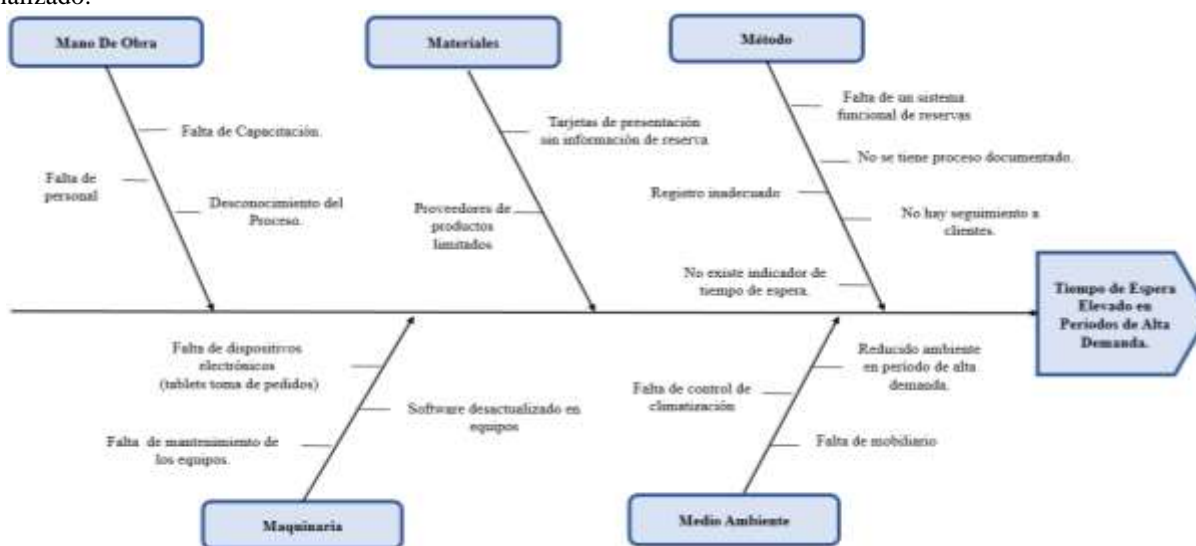 Mano De Obra
Materiales
Método
Falta de Capacitación.
Falta de
personal
Desconocimiento del
Proceso.
Tarjetas de presentación
sin información de reserva
Proveedores de
productos
limitados
Falta de un sistema
funcional de reservas
No se tiene proceso documentado.
Registro inadecuado
No hay seguimiento a
clientes.
No existe indicador de
tiempo de espera.
Tiempo de Espera
Elevado en
Periodos de Alta
Demanda.
Falta de dispositivos
electrónicos
(tablets toma de pedidos)
Software desactualizado en
equipos
Falta de mantenimiento de
los equipos.
Reducido ambiente
en periodo de alta
demanda.
Falta de control de
climatización
Falta de mobiliario
Maquinaria
Medio Ambiente